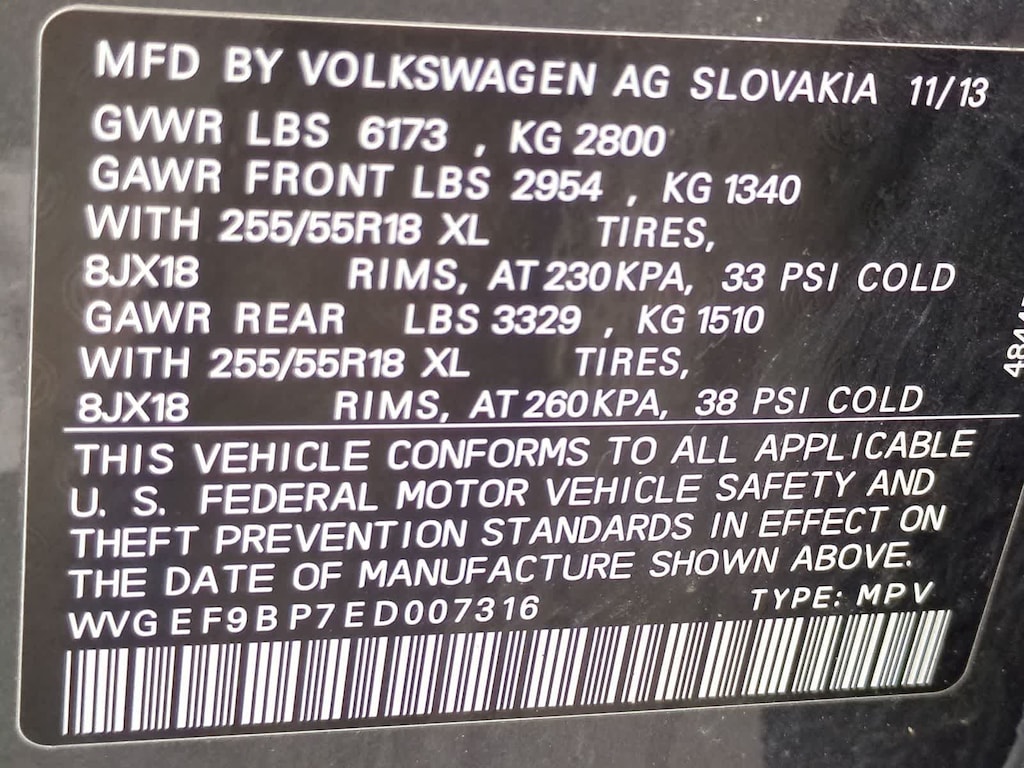 MFD BY VOLKSWAGEN AG SLOVAKIA 11/13
GVWR LBS 6173 , KG 2800
GAWR FRONT LBS 2954 , KG 1340
WITH 255/55R18 XL TIRES,
8JX18 RIMS, AT 230KPA, 33 PSI COLD
GAWR REAR LBS 3329 , KG 1510
WITH 255/55R18 XL TIRES,
8JX18 RIMS, AT 260KPA, 38 PSI COLD
THIS VEHICLE CONFORMS TO ALL APPLICABLE
U. S. FEDERAL MOTOR VEHICLE SAFETY AND
THEFT PREVENTION STANDARDS IN EFFECT ON
THE DATE OF MANUFACTURE SHOWN ABOVE.
WVGEF9BP7ED007316 TYPE: MPV